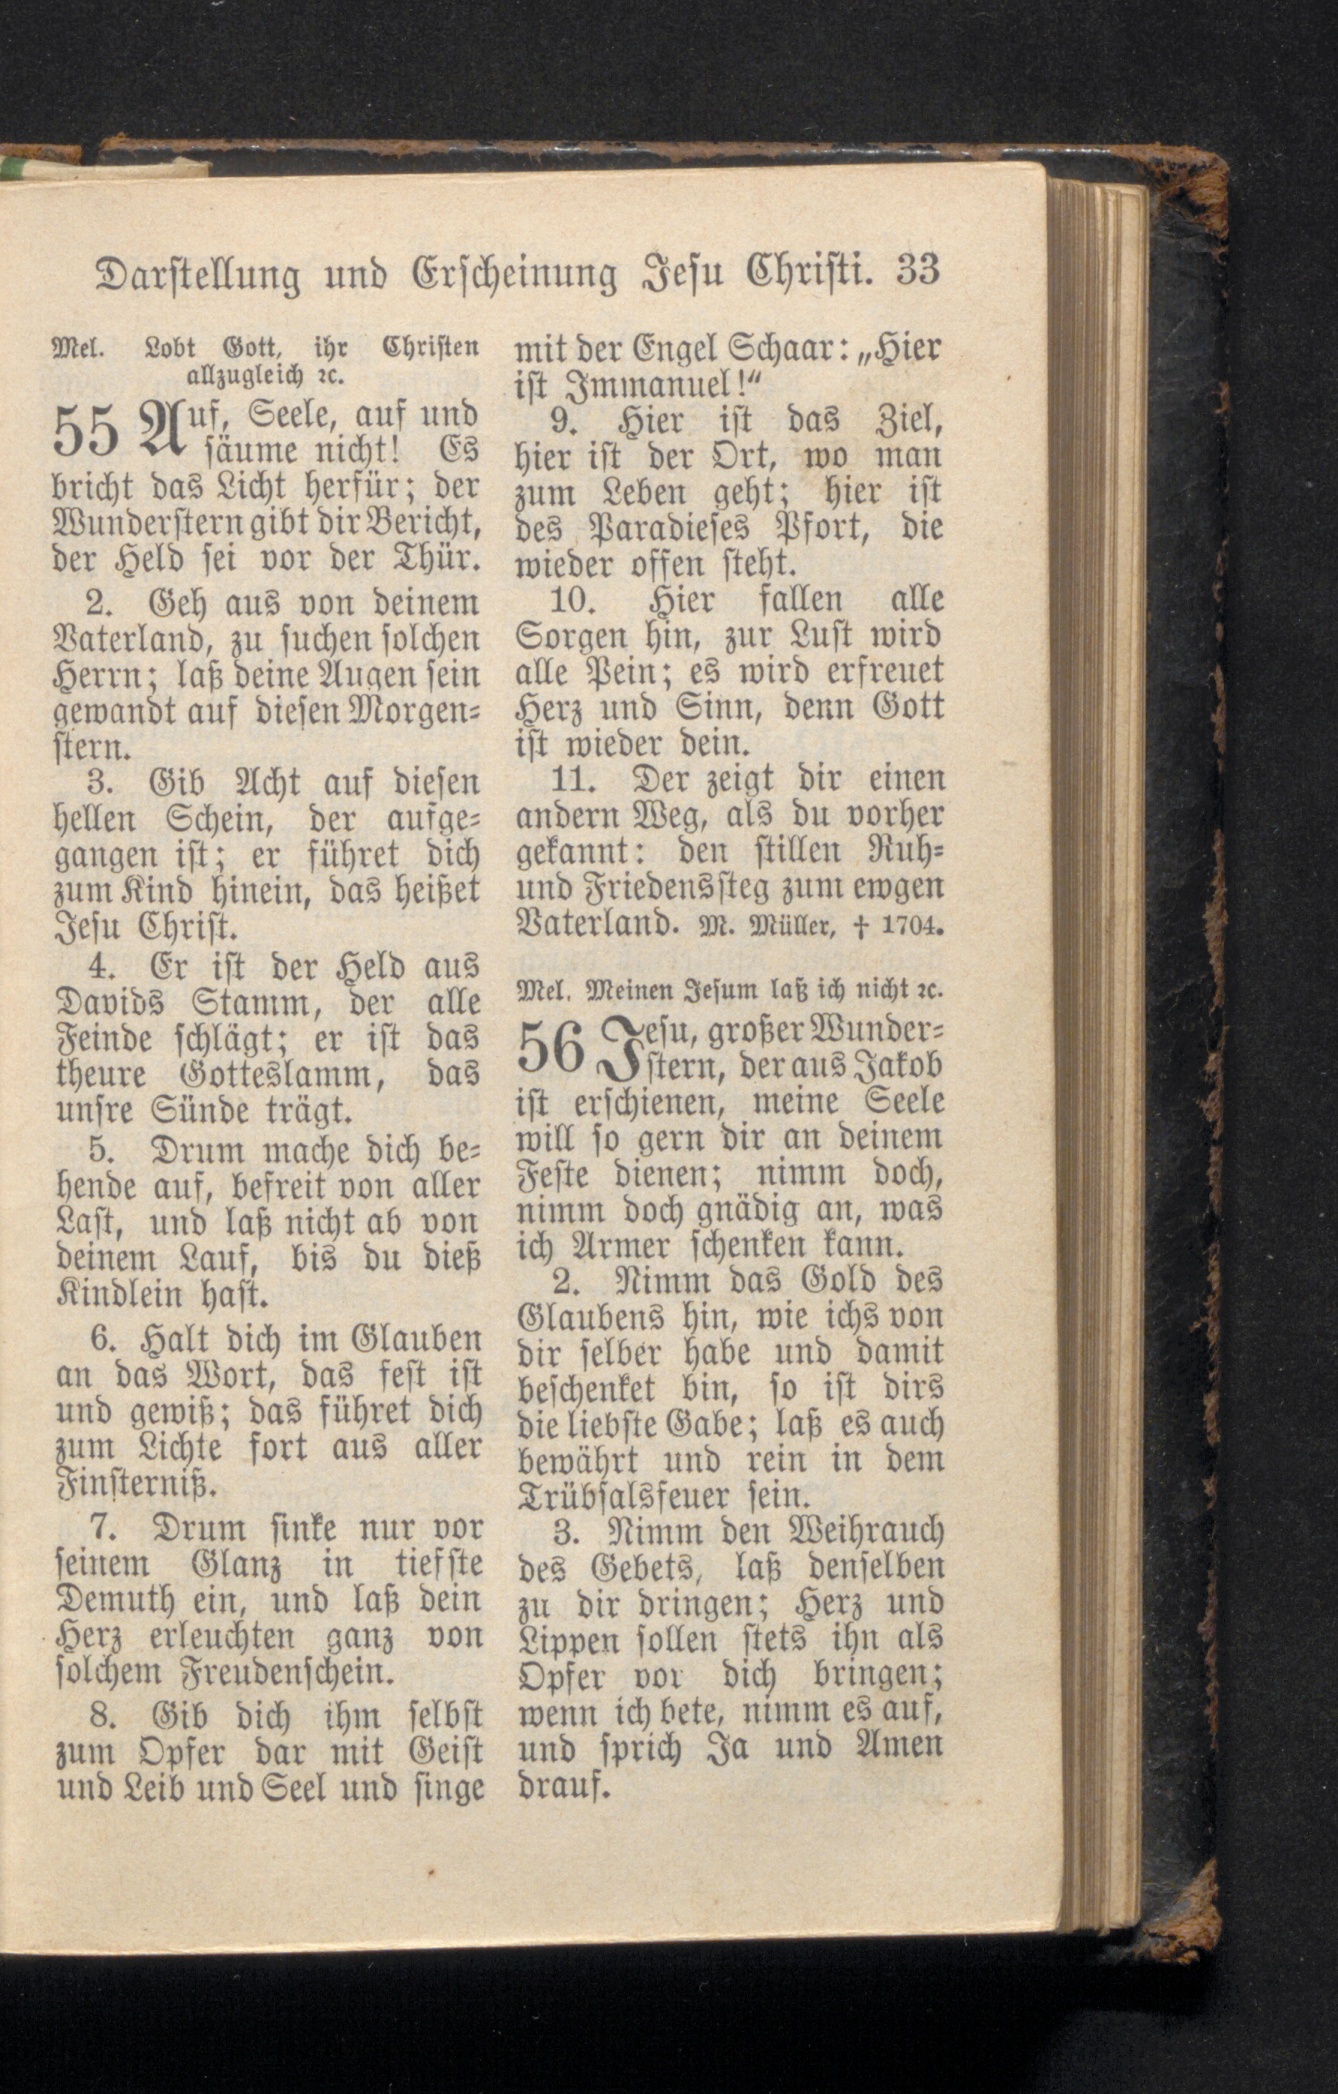 Darstellung und Erscheinung Jesu Christi. 33
Mel. Lobt Gott, ihr Christen
allzugleich ꝛc.
55 Auf, Seele, auf und
säume nicht! Es
bricht das Licht herfür; der
Wunderstern gibt dir Bericht,
der Held sei vor der Thür.
2. Geh aus von deinem
Vaterland, zu suchen solchen
Herrn; laß deine Augen sein
gewandt auf diesen Morgen-
stern.
3. Gib Acht auf diesen
hellen Schein, der aufge-
gangen ist; er führet dich
zum Kind hinein, das heißet
Jesu Christ.
4. Er ist der Held aus
Davids Stamm, der alle
Feinde schlägt; er ist das
theure Gotteslamm, das
unsre Sünde trägt.
5. Drum mache dich be-
hende auf, befreit von aller
Last, und laß nicht ab von
deinem Lauf, bis du dieß
Kindlein hast.
6. Halt dich im Glauben
an das Wort, das fest ist
und gewiß; das führet dich
zum Lichte fort aus aller
Finsterniß.
7. Drum sinke nur vor
seinem Glanz in tiefste
Demuth ein, und laß dein
Herz erleuchten ganz von
solchem Freudenschein.
8. Gib dich ihm selbst
zum Opfer dar mit Geist
und Leib und Seel und singe
mit der Engel Schaar: „Hier
ist Immanuel!“
9. Hier ist das Ziel,
hier ist der Ort, wo man
zum Leben geht; hier ist
des Paradieses Pfort, die
wieder offen steht.
10. Hier fallen alle
Sorgen hin, zur Lust wird
alle Pein; es wird erfreuet
Herz und Sinn, denn Gott
ist wieder dein.
11. Der zeigt dir einen
andern Weg, als du vorher
gekannt: den stillen Ruh-
und Friedenssteg zum ewgen
Vaterland. M. Müller, † 1704.
Mel. Meinen Jesum laß ich nicht ꝛc.
56 Jesu, großer Wunder-
stern, der aus Jakob
ist erschienen, meine Seele
will so gern dir an deinem
Feste dienen; nimm doch,
nimm doch gnädig an, was
ich Armer schenken kann.
2. Nimm das Gold des
Glaubens hin, wie ichs von
dir selber habe und damit
beschenket bin, so ist dirs
die liebste Gabe; laß es auch
bewährt und rein in dem
Trübsalsfeuer sein.
3. Nimm den Weihrauch
des Gebets, laß denselben
zu dir dringen; Herz und
Lippen sollen stets ihn als
Opfer vor dich bringen;
wenn ich bete, nimm es auf,
und sprich Ja und Amen
drauf.